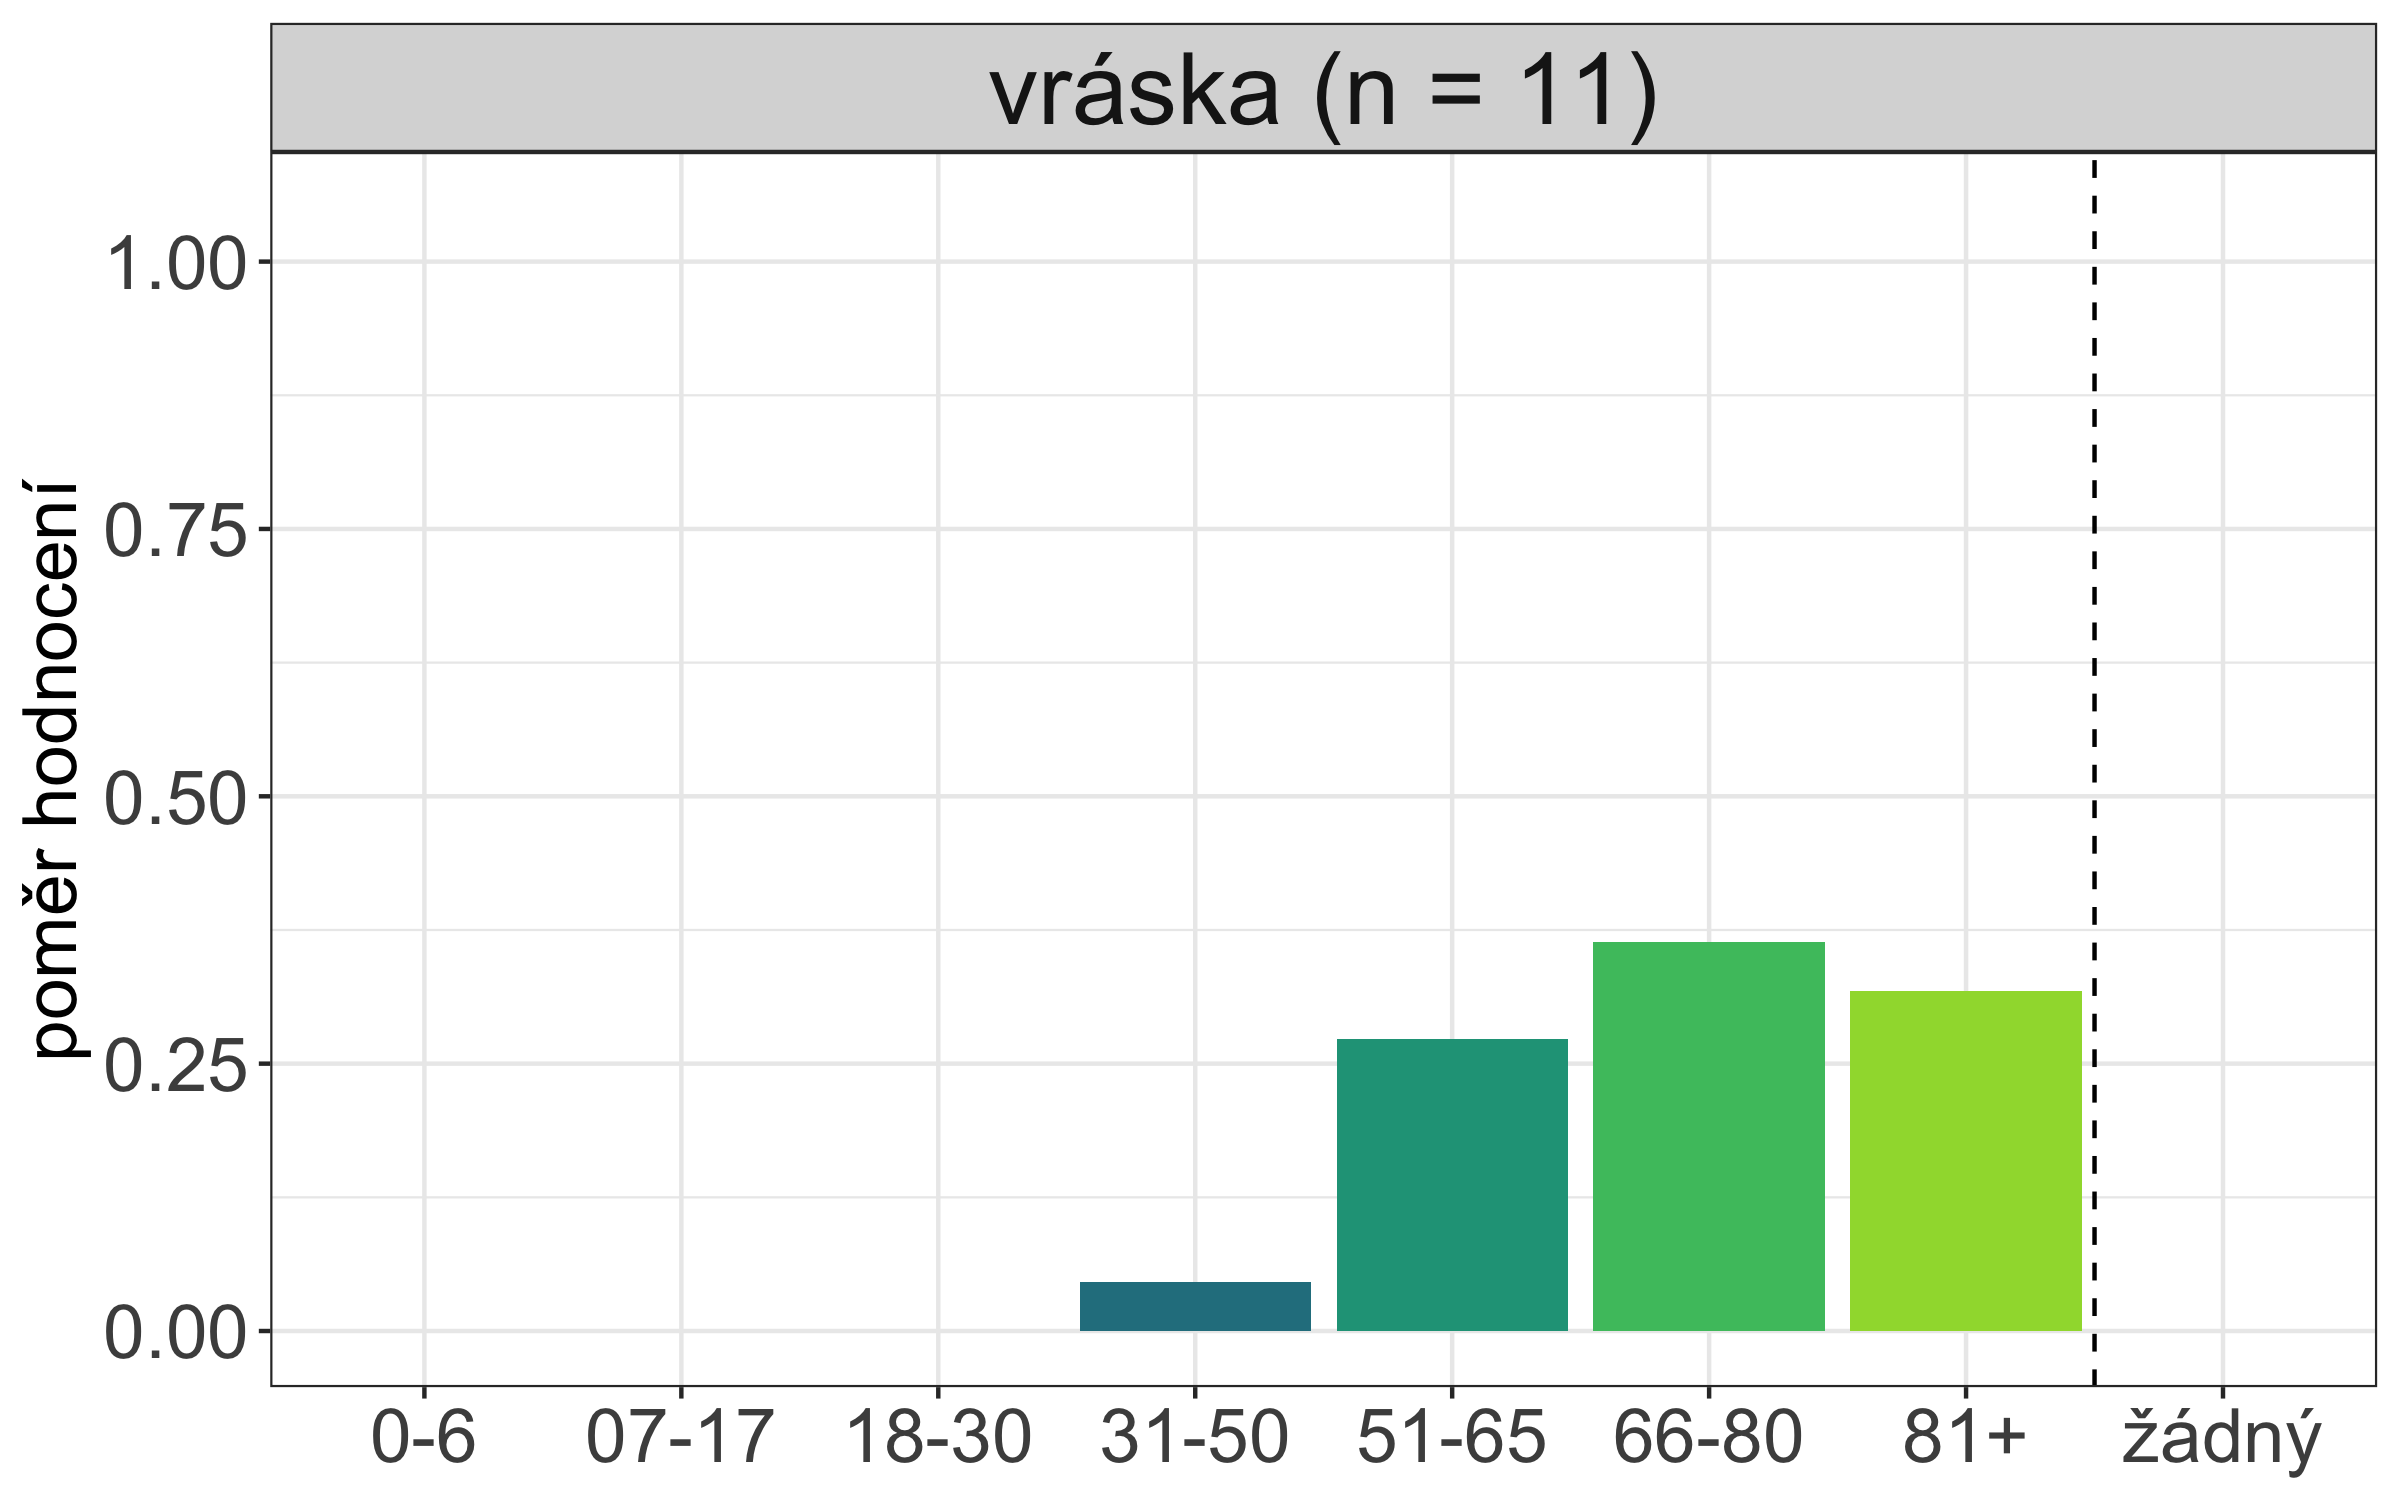 vráska (n = 11)
poměr hodnocení
1.00
0.75
0.50
0.25
0.00
0-6 07-17 18-30 31-50 51-65 66-80 81+ žádný